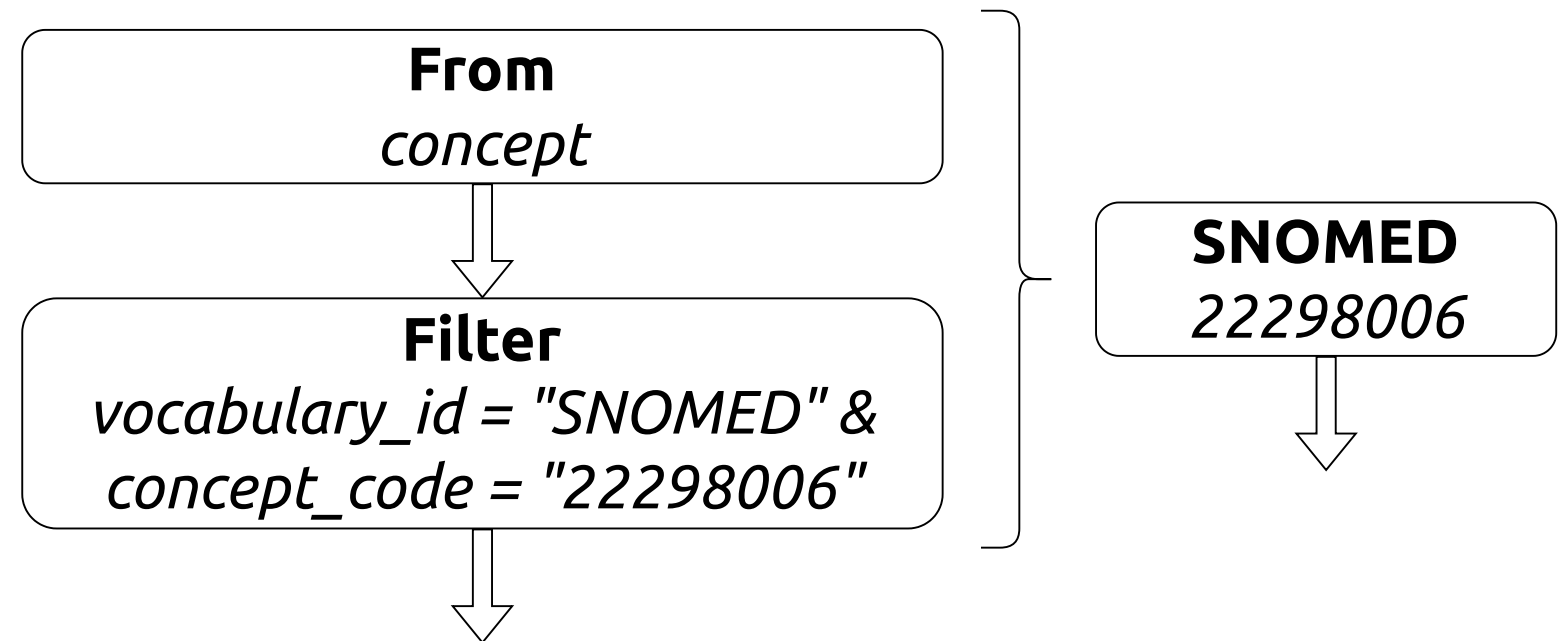 From
concept
Filter
vocabulary_id = "SNOMED" &
concept_code = "22298006"
SNOMED
22298006